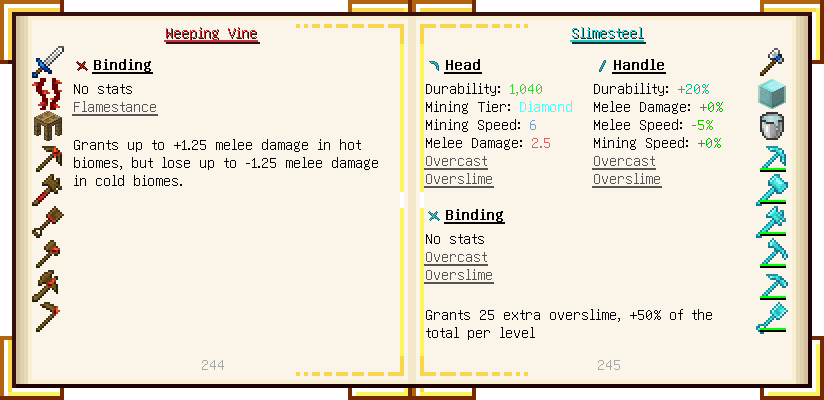 Weeping Vine
Binding
No stats
Flamestance
Grants up to +1.25 melee damage in hot
biomes, but lose up to -1.25 melee damage
in cold biomes.
244
Slimesteel
Head
Durability: 1,040
Mining Tier: Diamond
Mining Speed: 6
Melee Damage: 2.5
Overcast
Overslime
Handle
Durability: +20%
Melee Damage: +0%
Melee Speed: -5%
Mining Speed: +0%
Overcast
Overslime
Binding
No stats
Overcast
Overslime
Grants 25 extra overslime, +50% of the
total per level
245